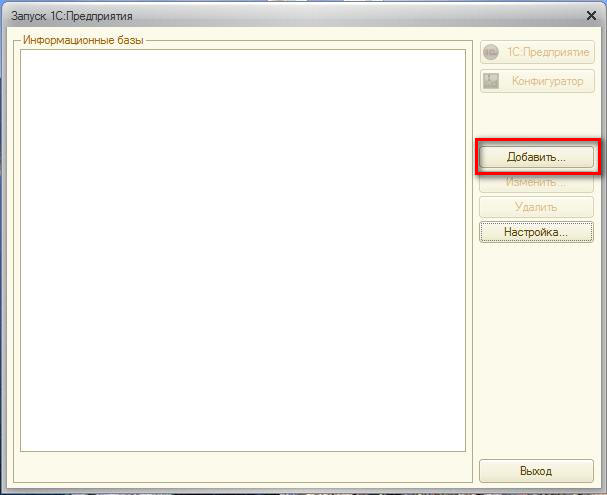 Запуск 1С:Предприятия
Информационные базы
1С:Предприятие
Конфигуратор
Добавить...
Изменить...
Удалить
Настройка...
Выход